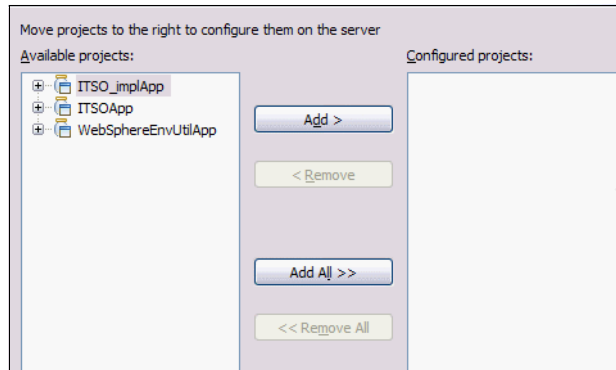 Move projects to the right to configure them on the server
Available projects:
Configured projects:
ITSO_implApp
ITSOApp
WebSphereEnvUtilApp
Add >
< Remove
Add All >>
<< Remove All